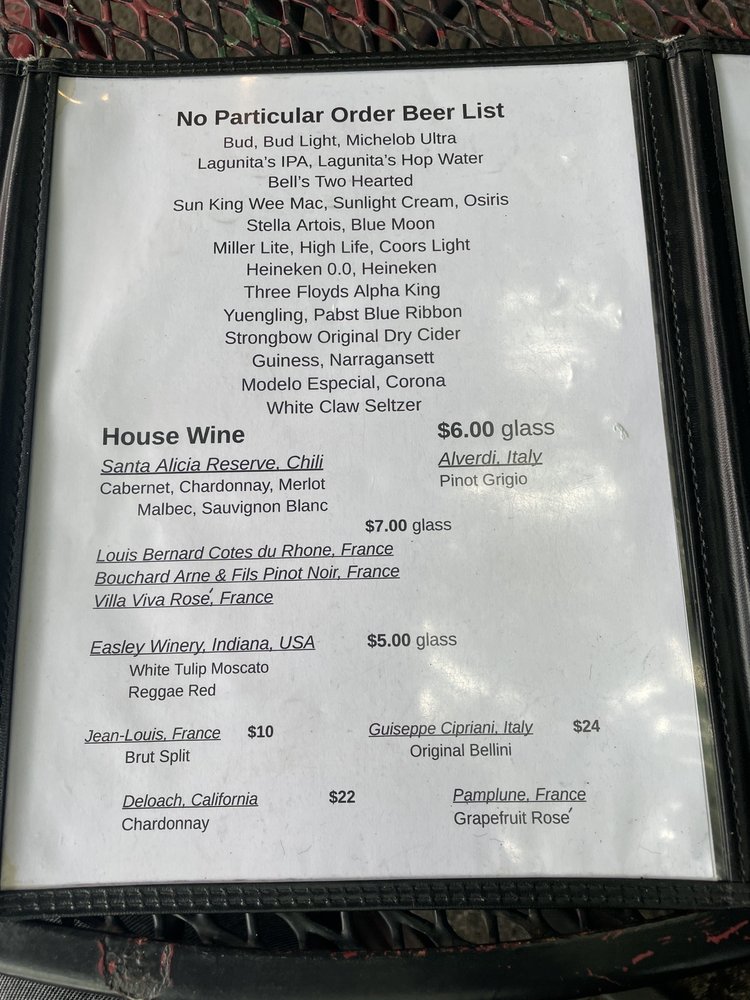 No Particular Order Beer List
Bud, Bud Light, Michelob Ultra
Lagunita's IPA, Lagunita's Hop Water
Bell's Two Hearted
Sun King Wee Mac, Sunlight Cream, Osiris
Stella Artois, Blue Moon
Miller Lite, High Life, Coors Light
Heineken 0.0, Heineken
Three Floyds Alpha King
Yuengling, Pabst Blue Ribbon
Strongbow Original Dry Cider
Guiness, Narragansett
Modelo Especial, Corona
White Claw Seltzer
House Wine $6.00 glass
Santa Alicia Reserve, Chili Alverdi, Italy
Cabernet, Chardonnay, Merlot Pinot Grigio
Malbec, Sauvignon Blanc
$7.00 glass
Louis Bernard Cotes du Rhone, France
Bouchard Arne & Fils Pinot Noir, France
Villa Viva Rose´, France
Easley Winery, Indiana, USA $5.00 glass
White Tulip Moscato
Reggae Red
Jean-Louis, France $10 Guiseppe Cipriani, Italy $24
Brut Split Original Bellini
Deloach, California $22 Pamplune, France
Chardonnay Grapefruit Rose´